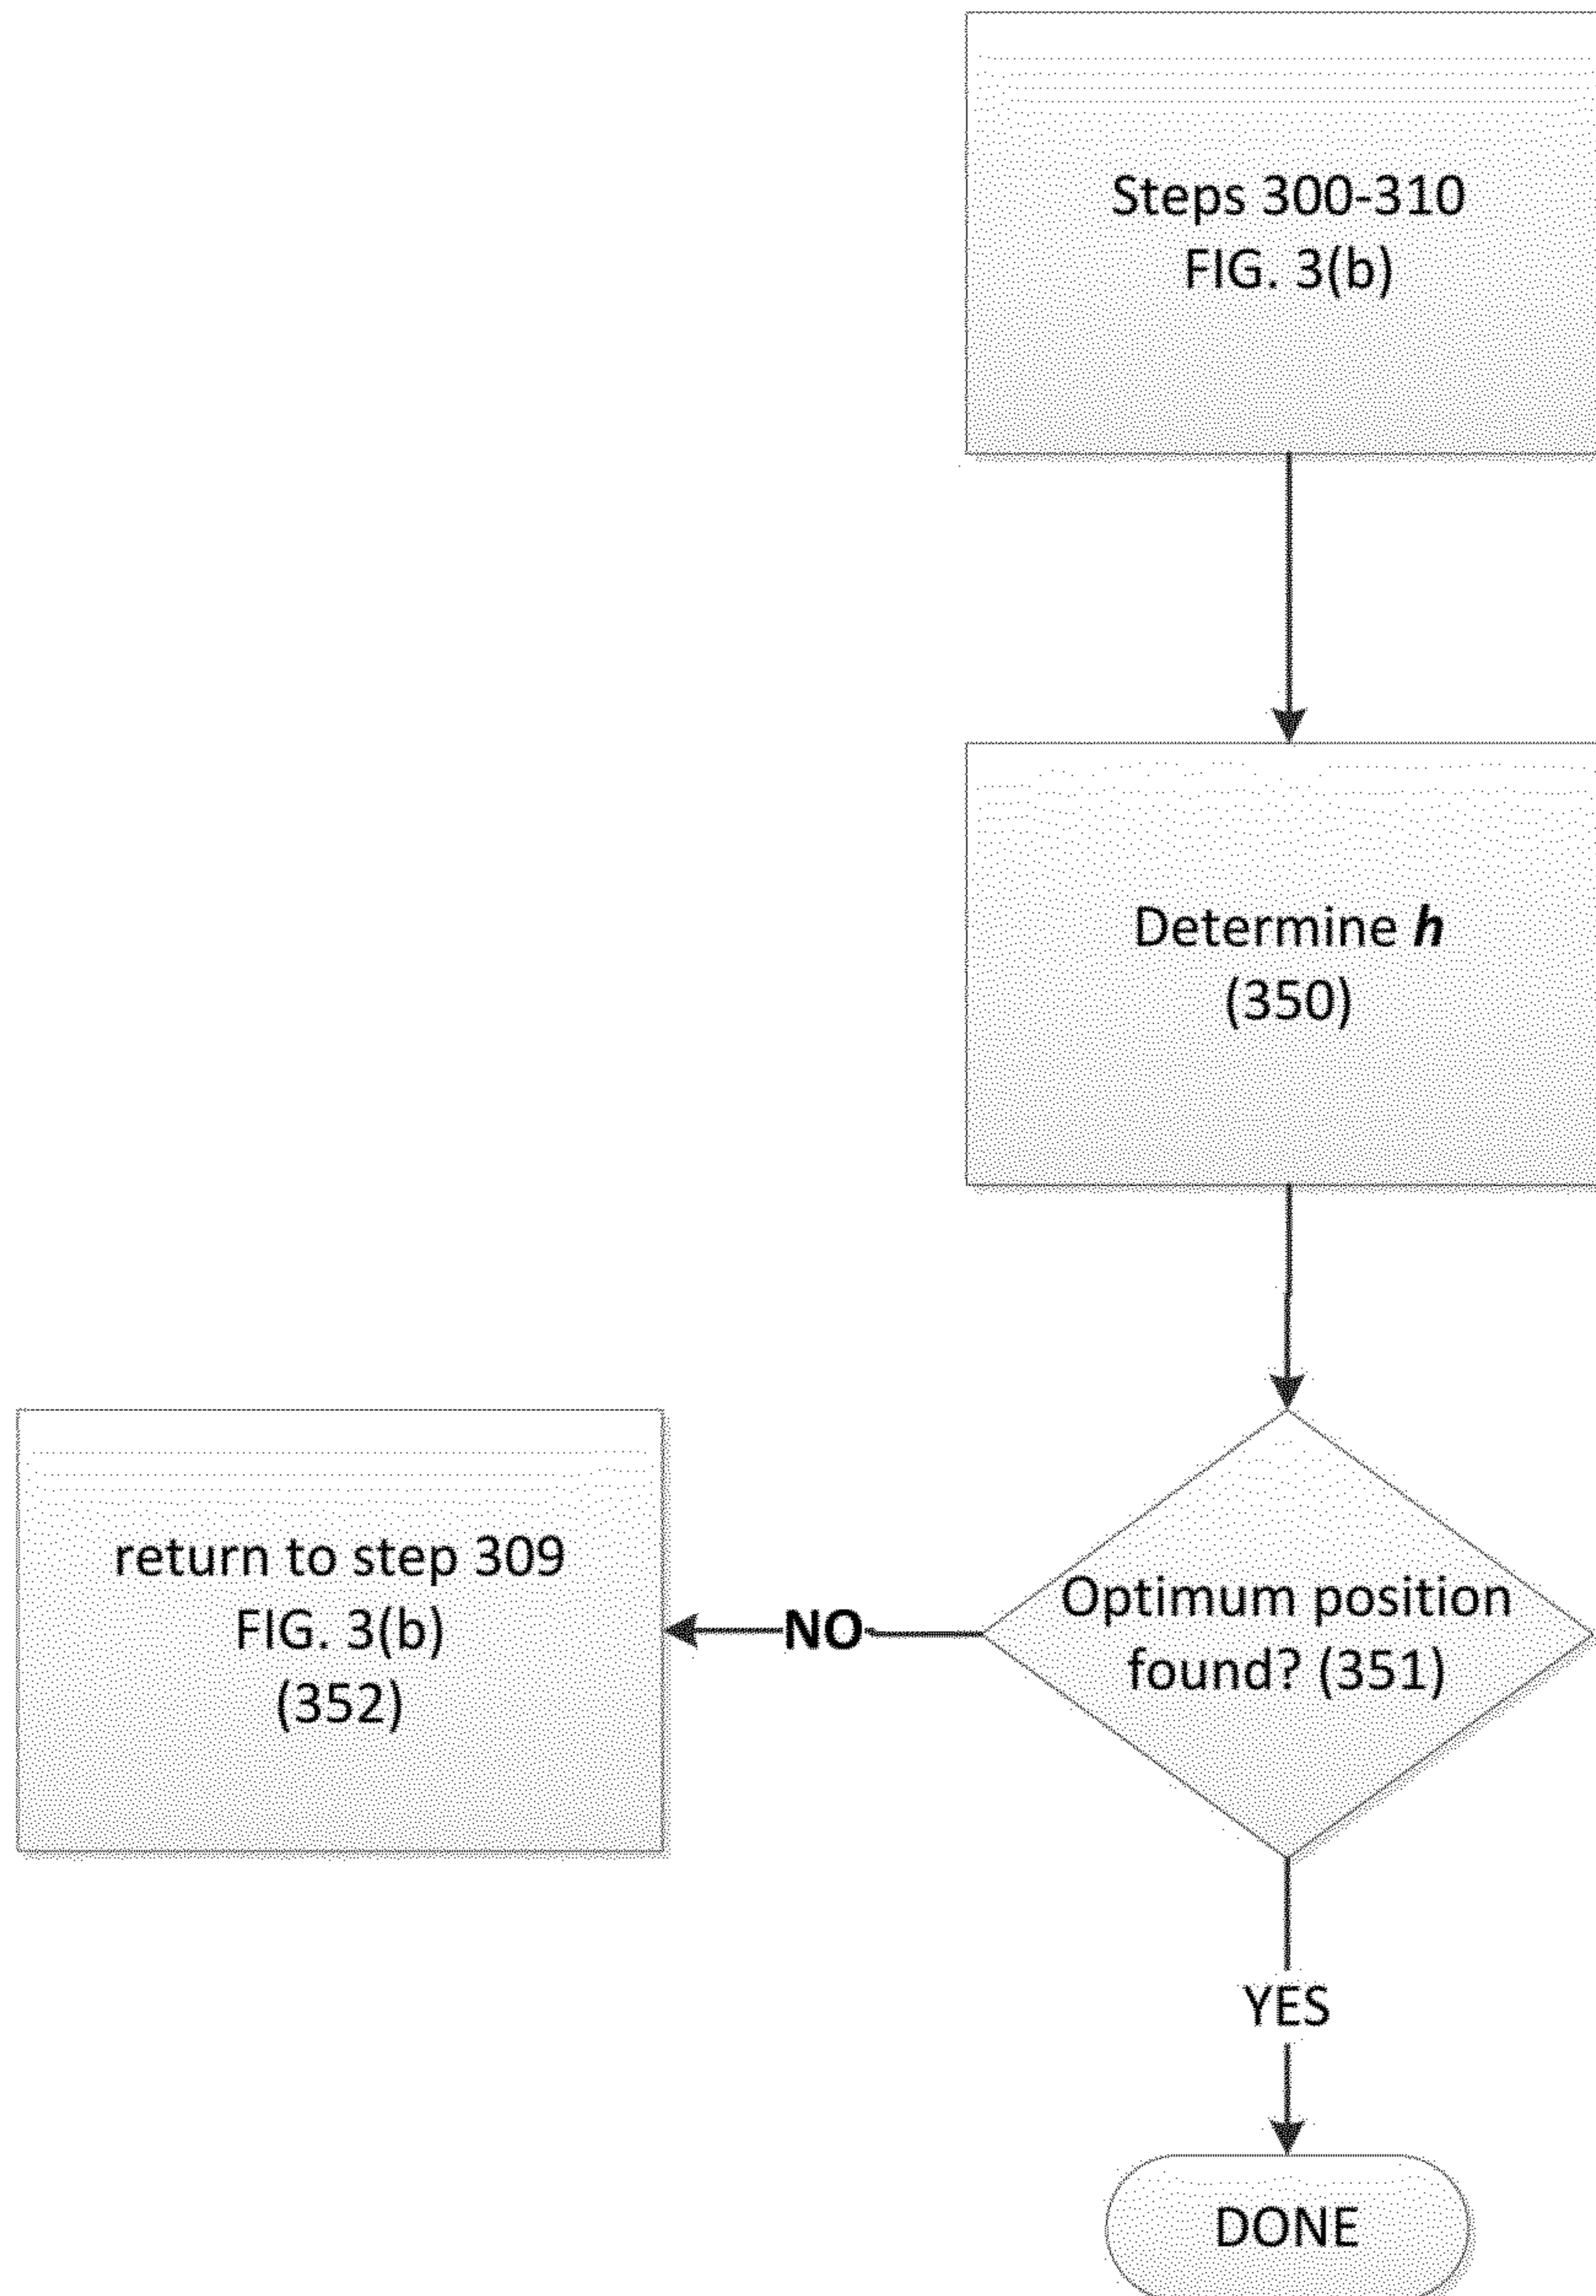 Steps 300-310
FIG. 3(b)
Determine h
(350)
Optimum position
found? (351)
NO
return to step 309
FIG. 3(b)
(352)
YES
DONE